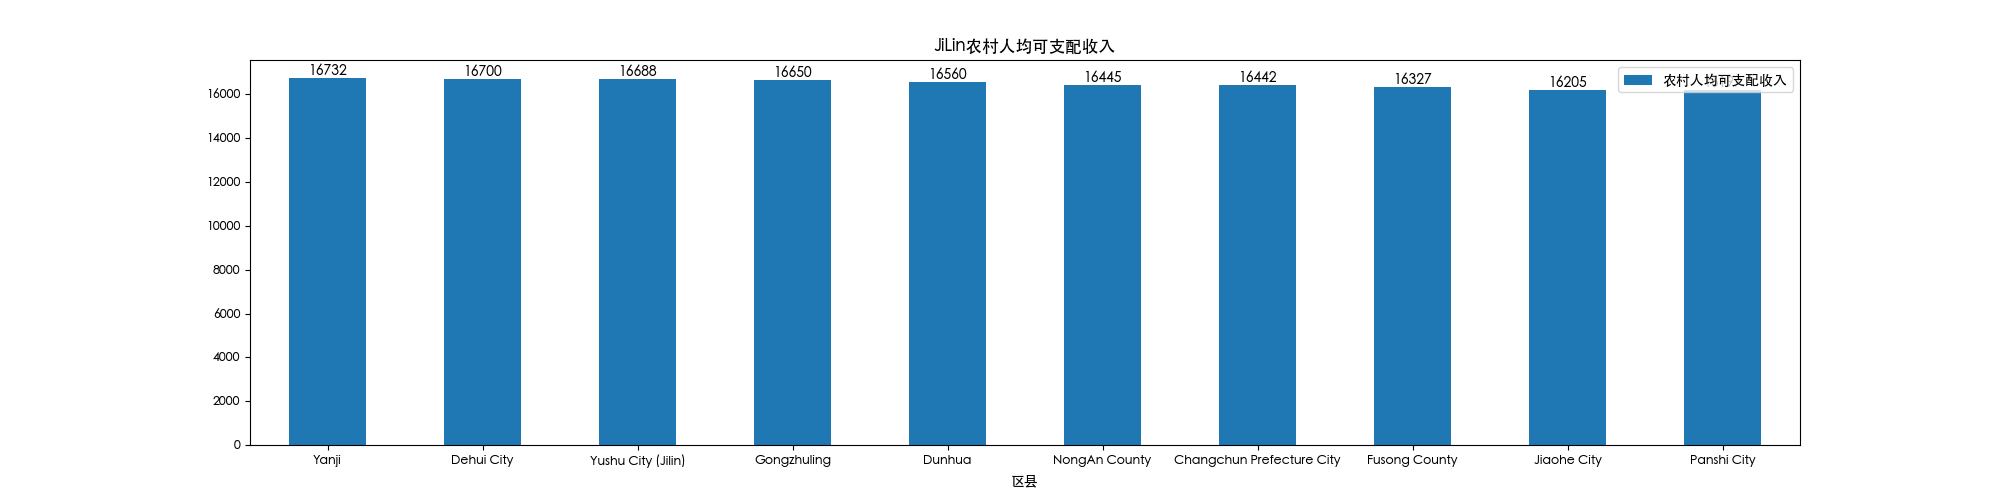 JiLin农村人均可支配收入
16732 16700 16688 16650 16560 16445 16442 16327 16205
农村人均可支配收入
16000
14000
12000
10000
8000
6000
4000
2000
0
Yanji Dehui City Yushu City (Jilin) Gongzhuling Dunhua NongAn County Changchun Prefecture City Fusong County Jiaohe City Panshi City
区县